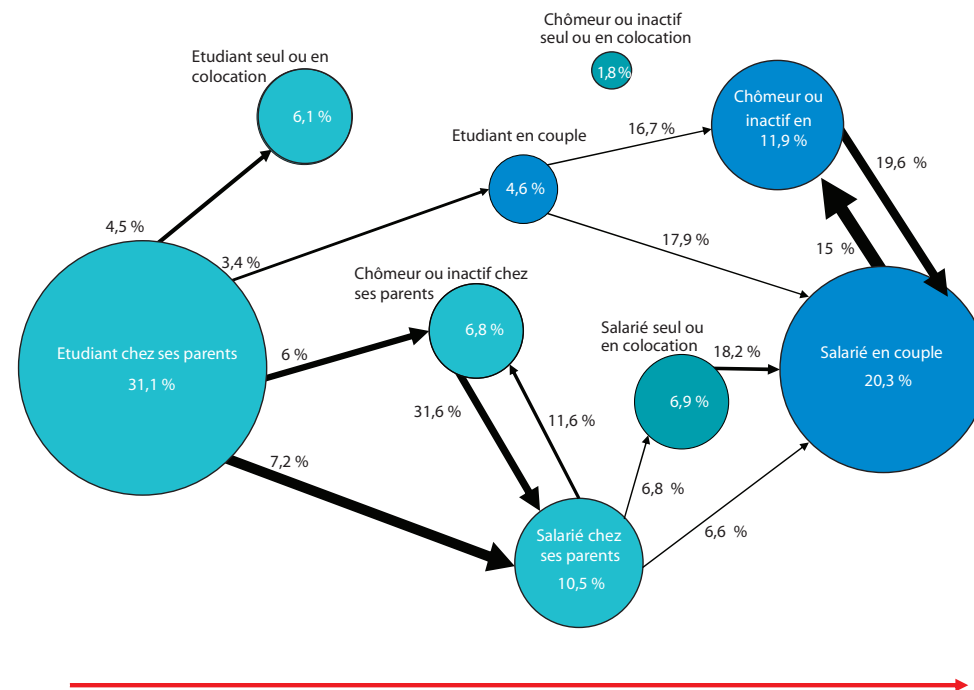 Chômeur ou inactif
seul ou en colocation
1,8%
Etudiant seul ou en
colocation
6,1 %
Chômeur ou
inactif en
11,9 %
Etudiant en couple
16,7 %
4,6 %
19,6 %
4,5 %
3,4%
17,9 %
15 %
Chômeur ou inactif chez
ses parents
6,8 %
Etudiant chez ses parents
31,1 %
6 %
Salarié seul ou
en colocation
18,2 %
6,9 %
Salarié en couple
20,3 %
31,6 %
11,6 %
7,2 %
6,8 %
6,6 %
Salarié chez
ses parents
10,5 %